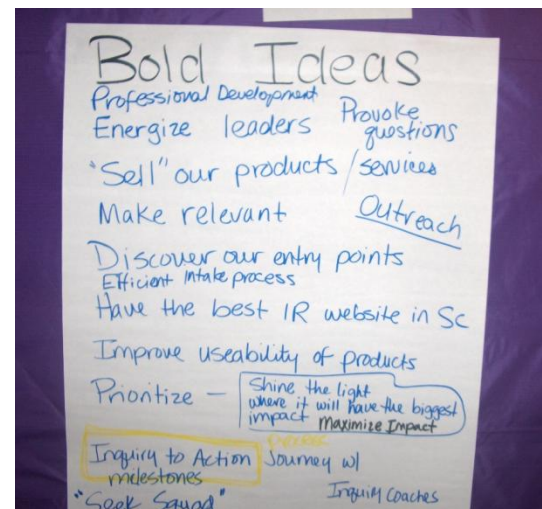 Bold Ideas
Professional Development
Energize leaders
Provoke
questions
"Sell" our products / services
Make relevant
Outreach
Discover our entry points
Efficient intake process
Have the best IR website in SC
Improve useability of products
Prioritize -
Shine the light
where it will have the biggest
impact Maximize Impact
Inquiry to Action
milestones
Journey w/
Inquiry Coaches
"Seek Squad"